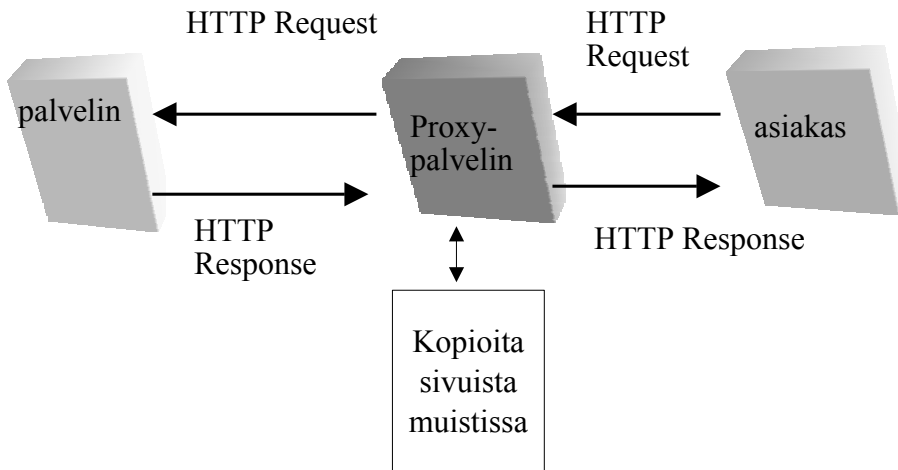 HTTP Request
HTTP
Request
palvelin
Proxy-
palvelin
asiakas
HTTP
Response
HTTP Response
Kopioita
sivuista
muistissa